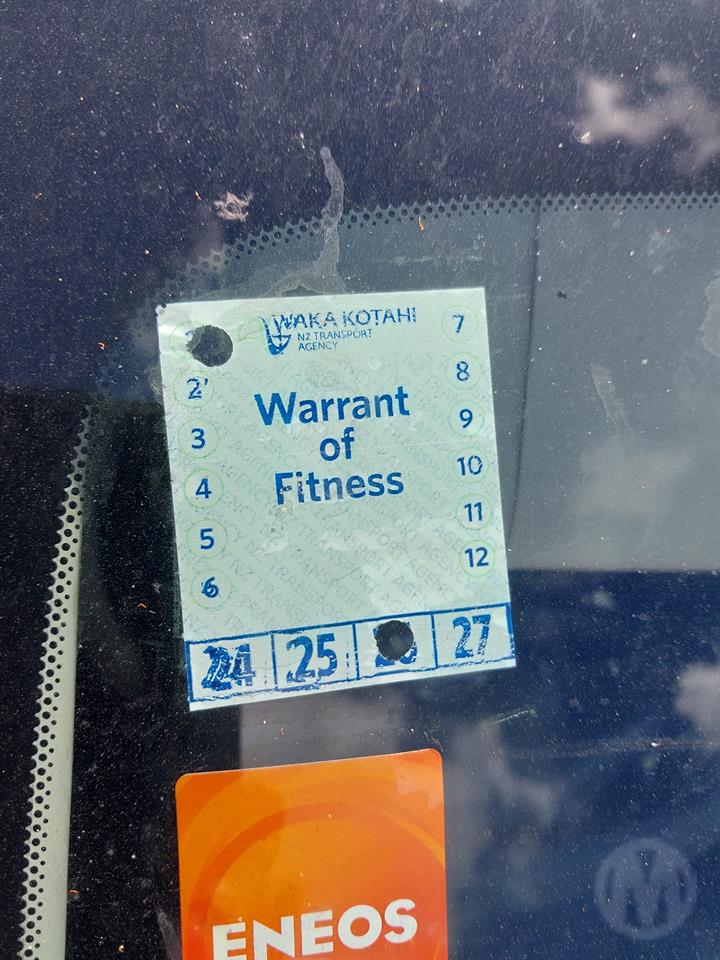 WAKA KOTAHI
NZ TRANSPORT
AGENCY
Warrant
of
Fitness
2
3
4
5
6
7
8
9
10
11
12
24 25 27
ENEOS
M